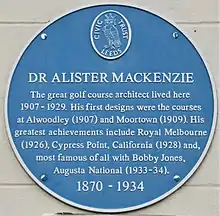 CIVIC TRUST
LEEDS
DR ALISTER MACKENZIE
The great golf course architect lived here
1907 - 1929. His first designs were the courses
at Alwoodley (1907) and Moortown (1909). His
greatest achievements include Royal Melbourne
(1926), Cypress Point, California (1928) and,
most famous of all with Bobby Jones,
Augusta National (1933-34).
1870 - 1934